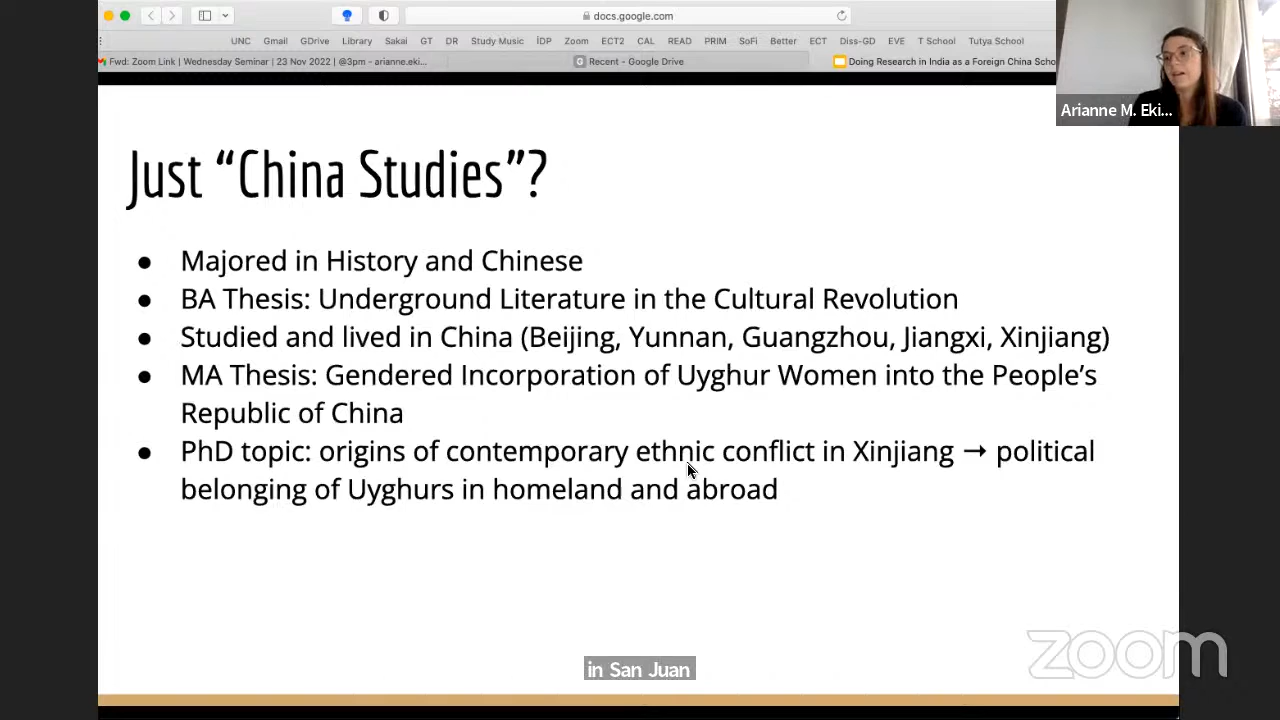 docs.google.com
UNC Gmail GDrive Library Sakai GT DR Study Music İDP Zoom ECT2 CAL READ PRIM SoFi Better ECT Diss-GD EVE T School Tutya School
Fwd: Zoom Link | Wednesday Seminar | 23 Nov 2022 | @3pm - arianne.eki...
Recent - Google Drive
Doing Research in India as a Foreign China Scho
Arianne M. Eki...
Just “China Studies”?
● Majored in History and Chinese
● BA Thesis: Underground Literature in the Cultural Revolution
● Studied and lived in China (Beijing, Yunnan, Guangzhou, Jiangxi, Xinjiang)
● MA Thesis: Gendered Incorporation of Uyghur Women into the People’s
Republic of China
● PhD topic: origins of contemporary ethnic conflict in Xinjiang → political
belonging of Uyghurs in homeland and abroad
zoom
in San Juan